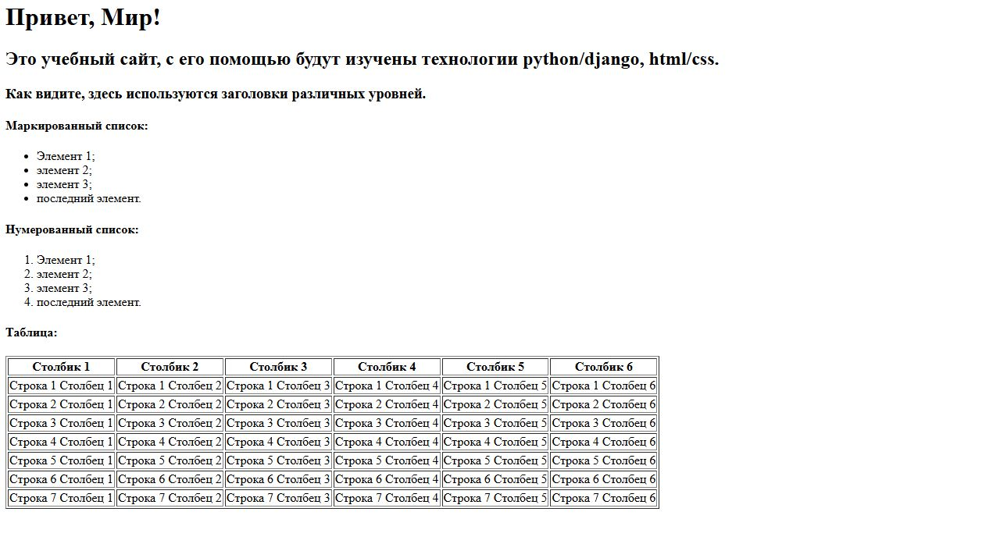 Привет, Мир!
Это учебный сайт, с его помощью будут изучены технологии python/django, html/css.
Как видите, здесь используются заголовки различных уровней.
Маркированный список:
• Элемент 1;
• элемент 2;
• элемент 3;
• последний элемент.
Нумерованный список:
1. Элемент 1;
2. элемент 2;
3. элемент 3;
4. последний элемент.
Таблица:
Столбик 1 Столбик 2 Столбик 3 Столбик 4 Столбик 5 Столбик 6
Строка 1 Столбец 1 Строка 1 Столбец 2 Строка 1 Столбец 3 Строка 1 Столбец 4 Строка 1 Столбец 5 Строка 1 Столбец 6
Строка 2 Столбец 1 Строка 2 Столбец 2 Строка 2 Столбец 3 Строка 2 Столбец 4 Строка 2 Столбец 5 Строка 2 Столбец 6
Строка 3 Столбец 1 Строка 3 Столбец 2 Строка 3 Столбец 3 Строка 3 Столбец 4 Строка 3 Столбец 5 Строка 3 Столбец 6
Строка 4 Столбец 1 Строка 4 Столбец 2 Строка 4 Столбец 3 Строка 4 Столбец 4 Строка 4 Столбец 5 Строка 4 Столбец 6
Строка 5 Столбец 1 Строка 5 Столбец 2 Строка 5 Столбец 3 Строка 5 Столбец 4 Строка 5 Столбец 5 Строка 5 Столбец 6
Строка 6 Столбец 1 Строка 6 Столбец 2 Строка 6 Столбец 3 Строка 6 Столбец 4 Строка 6 Столбец 5 Строка 6 Столбец 6
Строка 7 Столбец 1 Строка 7 Столбец 2 Строка 7 Столбец 3 Строка 7 Столбец 4 Строка 7 Столбец 5 Строка 7 Столбец 6